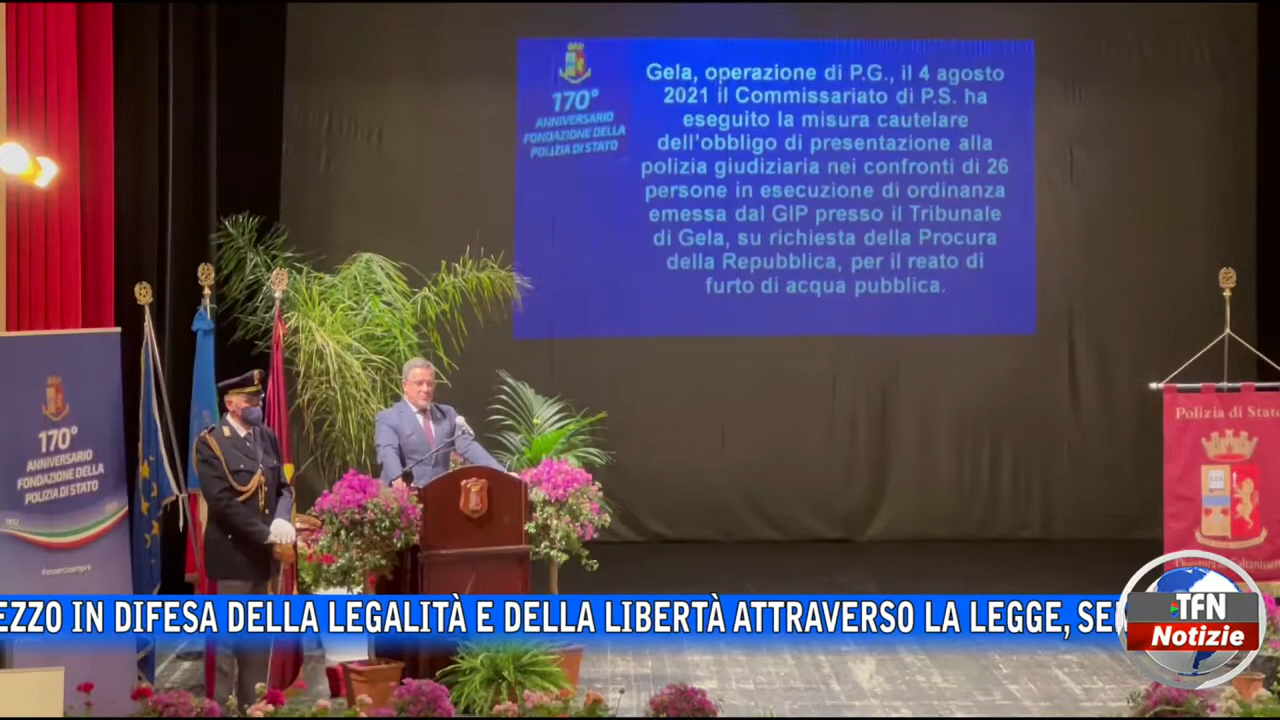 170°
ANNIVERSARIO
FONDAZIONE DELLA
POLIZIA DI STATO
Gela, operazione di P.G., il 4 agosto
2021 il Commissariato di P.S. ha
eseguito la misura cautelare
dell'obbligo di presentazione alla
polizia giudiziaria nei confronti di 26
persone in esecuzione di ordinanza
emessa dal GIP presso il Tribunale
di Gela, su richiesta della Procura
della Repubblica, per il reato di
furto di acqua pubblica.
170°
ANNIVERSARIO
FONDAZIONE DELLA
POLIZIA DI STATO
#essercisempre
Polizia di Stato
EZZO IN DIFESA DELLA LEGALITÀ E DELLA LIBERTÀ ATTRAVERSO LA LEGGE, SE
TFN
Notizie